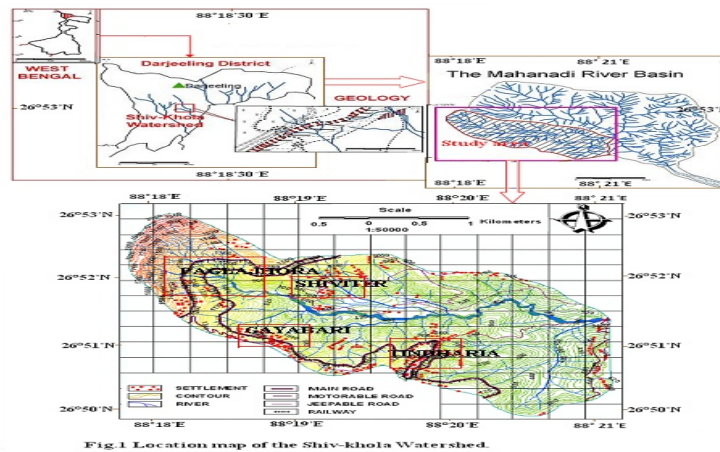 88°18'30"E
WEST
BENGAL
Darjeeling District
Darjeeling
26°53'N
Shiv-Khola
Watershed
GEOLOGY
88°18'30"E
88°18'E
88°21'E
The Mahanadi River Basin
26°53'N
Study area
88°18'E
88°21'E
88°18'E
88°19'E
88°20'E
88°21'E
26°53'N
26°53'N
Scale
0.5 0 0.5 1 Kilometers
1:50000
26°52'N
26°52'N
PAGLA JHORA
SHIVITER
GAYABARI
TINDHARIA
26°51'N
26°51'N
SETTLEMENT
CONTOUR
RIVER
MAIN ROAD
MOTORABLE ROAD
JEEPABLE ROAD
RAILWAY
26°50'N
26°50'N
88°18'E
88°19'E
88°20'E
88°21'E
Fig.1 Location map of the Shiv-khola Watershed.